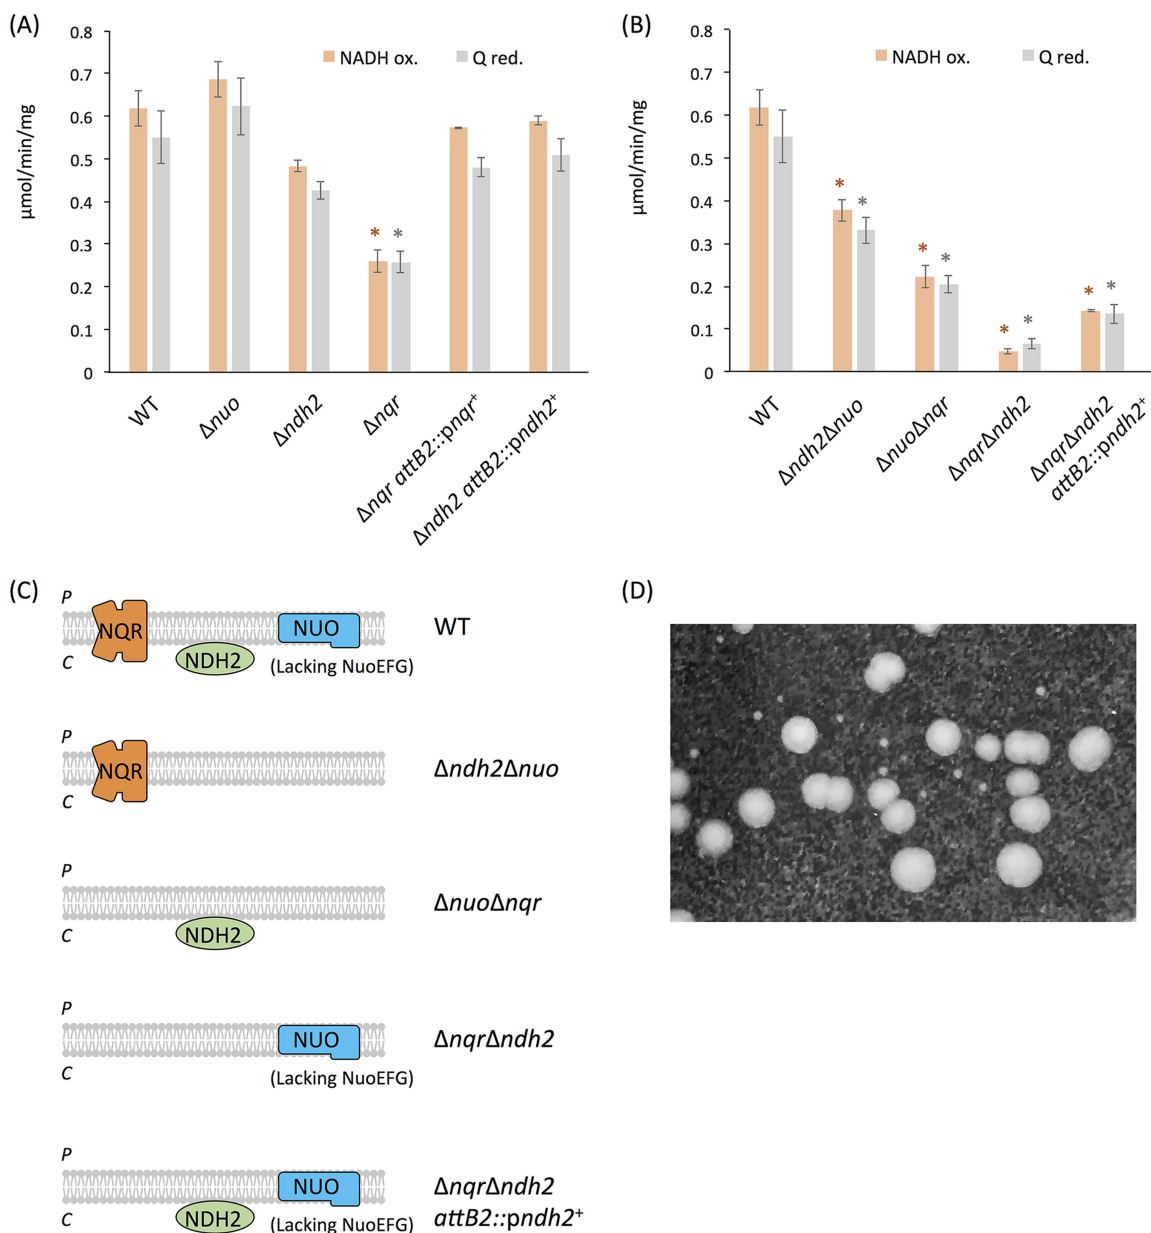 (A)
0.8
0.7
0.6
0.5
0.4
0.3
0.2
0.1
0
µmol/min/mg
NADH ox.
Q red.
* *
WT
Δnuo
Δndh2
Δnqr
Δnqr attB2::pnqr⁺
Δndh2 attB2::pndh2⁺
(B)
0.8
0.7
0.6
0.5
0.4
0.3
0.2
0.1
0
µmol/min/mg
NADH ox.
Q red.
* *
* *
* *
* *
WT
Δndh2Δnuo
ΔnuoΔnqr
ΔnqrΔndh2
ΔnqrΔndh2
attB2::pndh2⁺
(C)
P
NQR
NUO
WT
NDH2
C
(Lacking NuoEFG)
P
NQR
Δndh2Δnuo
C
P
ΔnuoΔnqr
NDH2
C
P
NUO
ΔnqrΔndh2
C
(Lacking NuoEFG)
P
NUO
ΔnqrΔndh2
attB2::pndh2⁺
NDH2
C
(Lacking NuoEFG)
(D)